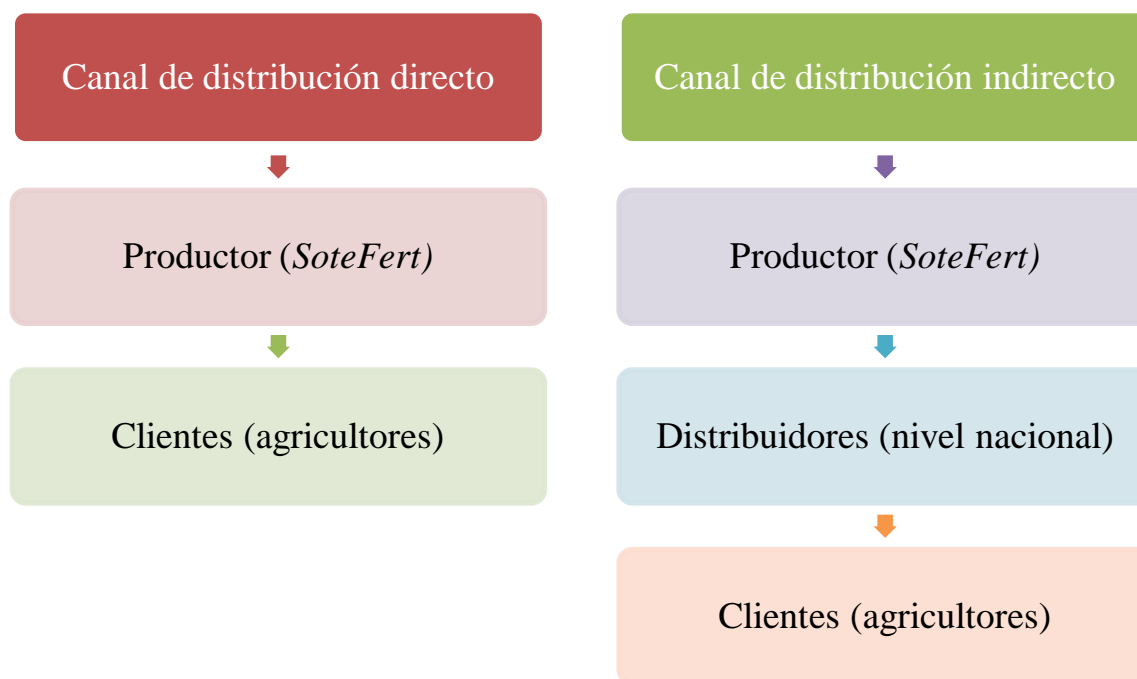 Canal de distribución directo
Productor (SoteFert)
Clientes (agricultores)
Canal de distribución indirecto
Productor (SoteFert)
Distribuidores (nivel nacional)
Clientes (agricultores)